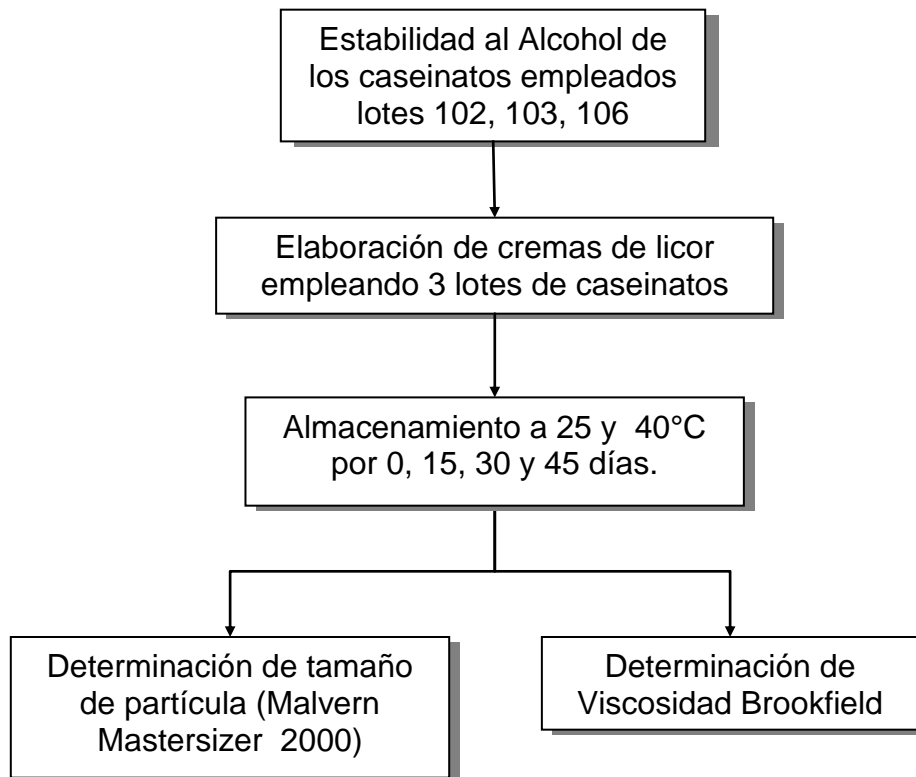 Estabilidad al Alcohol de
los caseinatos empleados
lotes 102, 103, 106
Elaboración de cremas de licor
empleando 3 lotes de caseinatos
Almacenamiento a 25 y 40°C
por 0, 15, 30 y 45 días.
Determinación de tamaño
de partícula (Malvern
Mastersizer 2000)
Determinación de
Viscosidad Brookfield